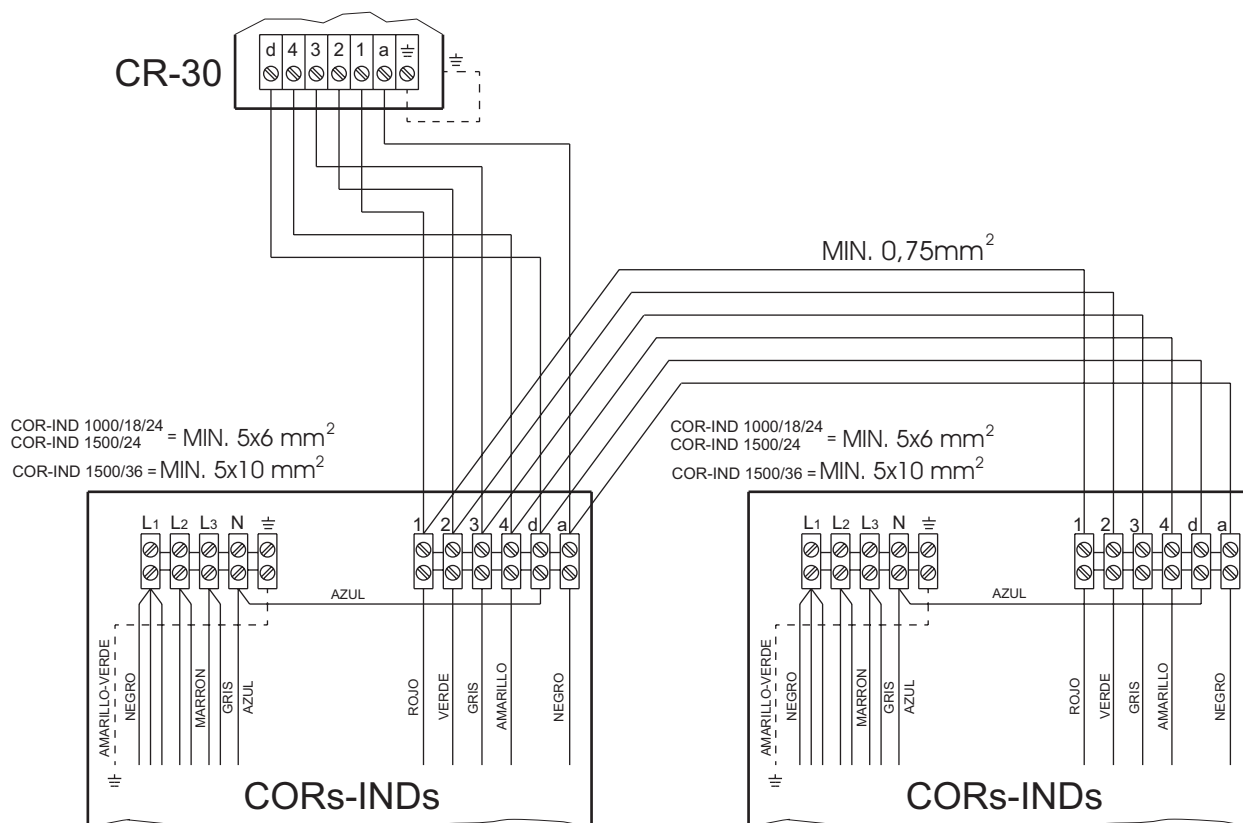 d 4 3 2 1 a
CR-30
MIN. 0,75mm²
COR-IND 1000/18/24
COR-IND 1500/24 = MIN. 5x6 mm²
COR-IND 1500/36 = MIN. 5x10 mm²
COR-IND 1000/18/24
COR-IND 1500/24 = MIN. 5x6 mm²
COR-IND 1500/36 = MIN. 5x10 mm²
L1 L2 L3 N
1 2 3 4 d a
AZUL
AMARILLO-VERDE
NEGRO
MARRON
GRIS
AZUL
ROJO
VERDE
GRIS
AMARILLO
NEGRO
CORs-INDs
L1 L2 L3 N
1 2 3 4 d a
AZUL
AMARILLO-VERDE
NEGRO
MARRON
GRIS
AZUL
ROJO
VERDE
GRIS
AMARILLO
NEGRO
CORs-INDs